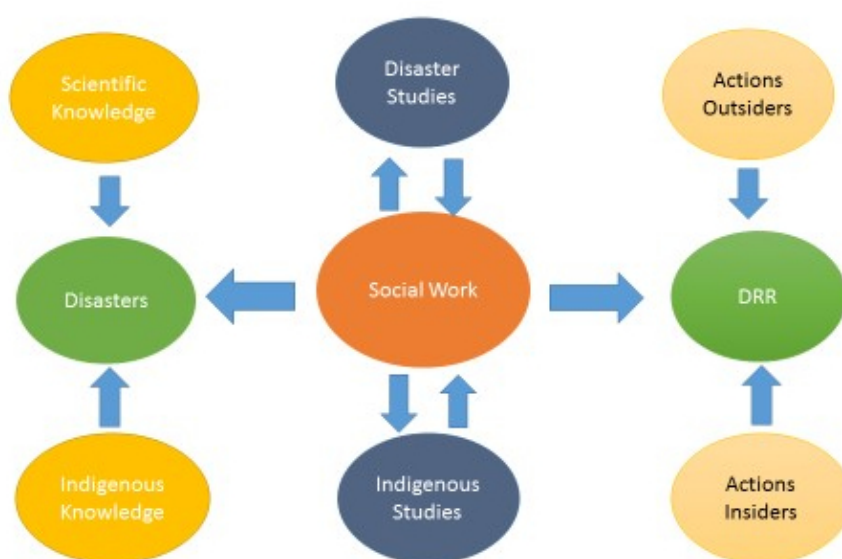 Scientific
Knowledge
Disaster
Studies
Actions
Outsiders
Disasters
Social Work
DRR
Indigenous
Knowledge
Indigenous
Studies
Actions
Insiders